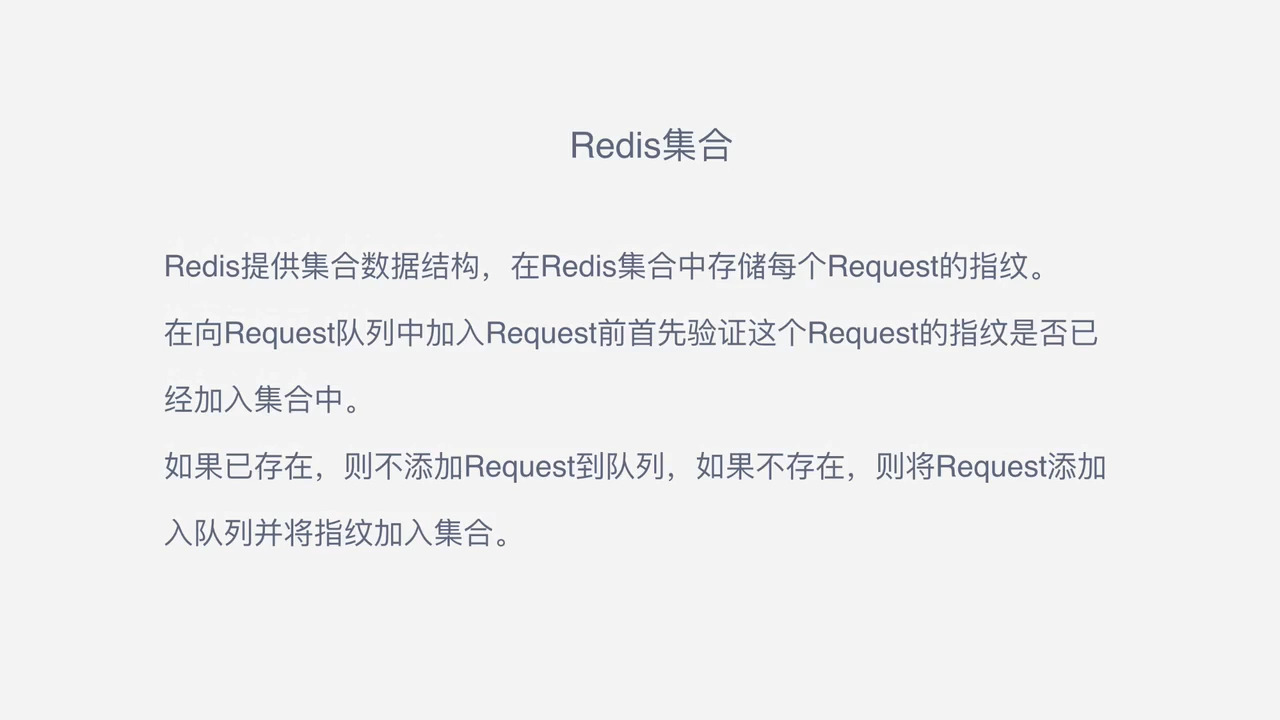 Redis集合
Redis提供集合数据结构，在Redis集合中存储每个Request的指纹。
在向Request队列中加入Request前首先验证这个Request的指纹是否已
经加入集合中。
如果已存在，则不添加Request到队列，如果不存在，则将Request添加
入队列并将指纹加入集合。